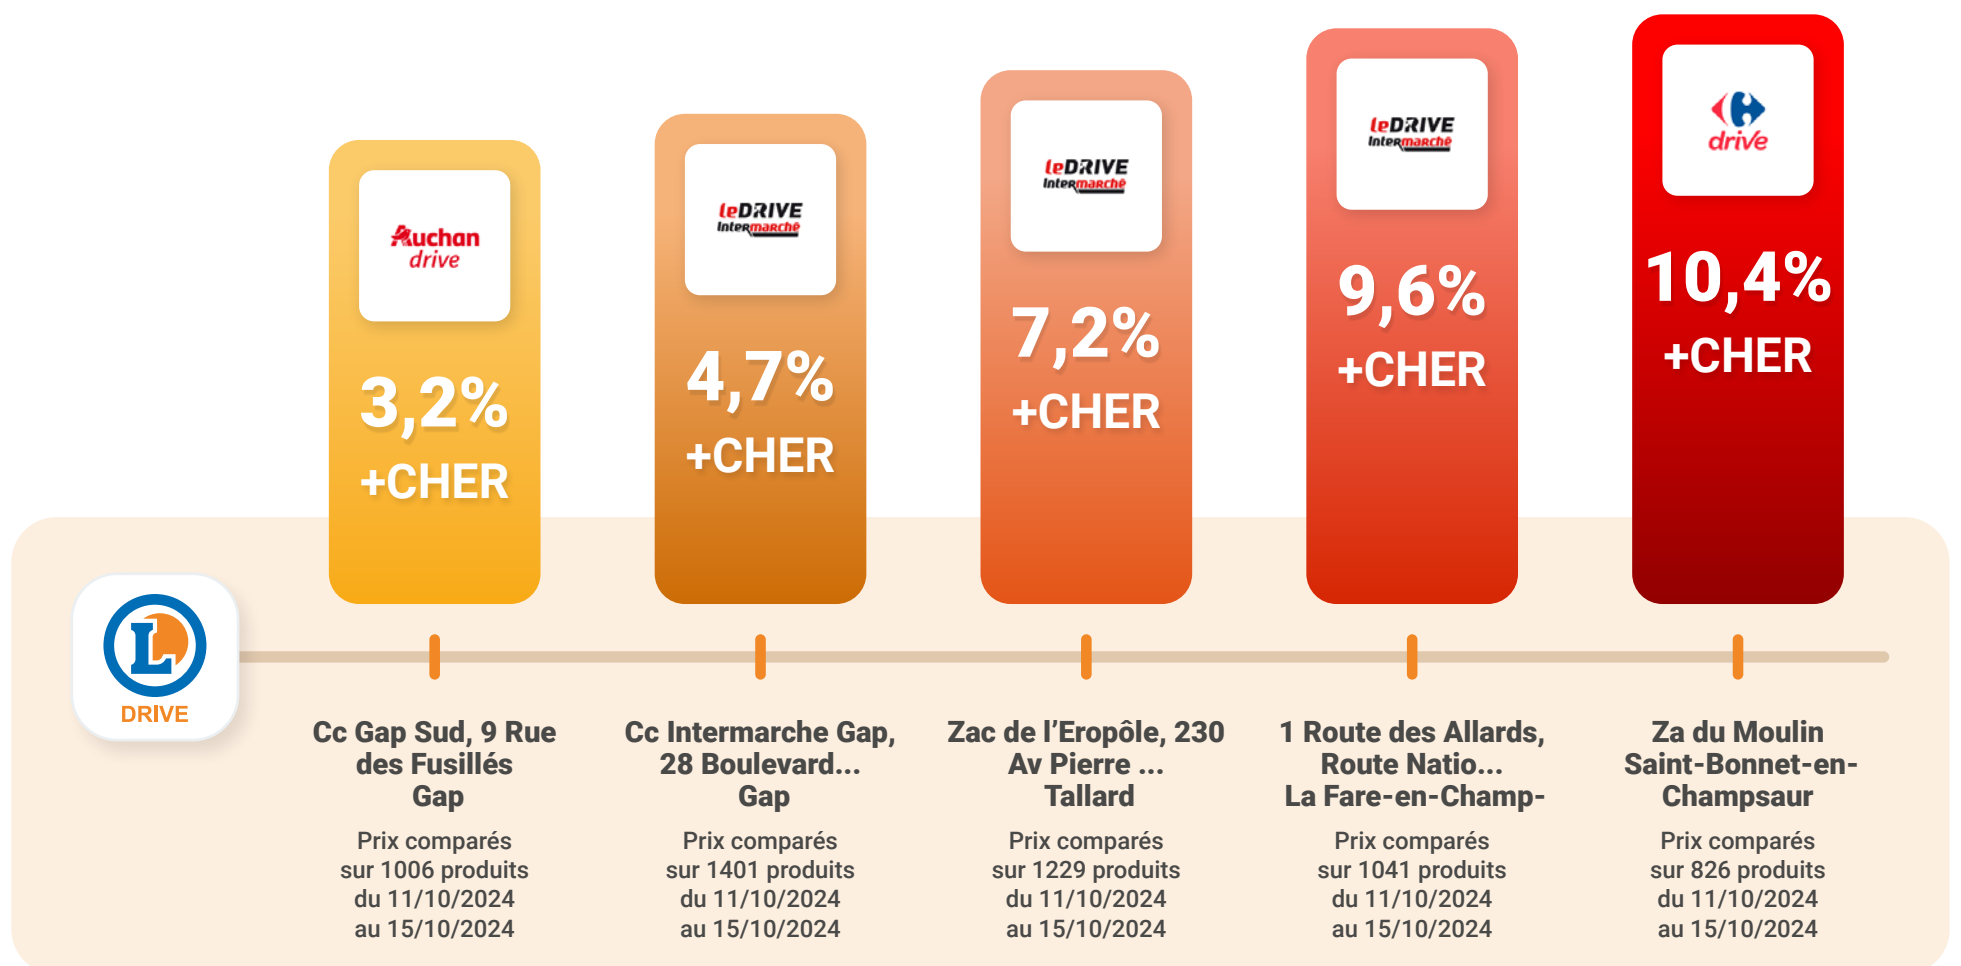 Auchan
drive
3,2%
+CHER
leDRIVE
Intermarché
4,7%
+CHER
leDRIVE
Intermarché
7,2%
+CHER
leDRIVE
Intermarché
9,6%
+CHER
drive
10,4%
+CHER
L
DRIVE
Cc Gap Sud, 9 Rue
des Fusillés
Gap
Prix comparés
sur 1006 produits
du 11/10/2024
au 15/10/2024
Cc Intermarche Gap,
28 Boulevard...
Gap
Prix comparés
sur 1401 produits
du 11/10/2024
au 15/10/2024
Zac de l’Eropôle, 230
Av Pierre ...
Tallard
Prix comparés
sur 1229 produits
du 11/10/2024
au 15/10/2024
1 Route des Allards,
Route Natio...
La Fare-en-Champ-
Prix comparés
sur 1041 produits
du 11/10/2024
au 15/10/2024
Za du Moulin
Saint-Bonnet-en-
Champsaur
Prix comparés
sur 826 produits
du 11/10/2024
au 15/10/2024